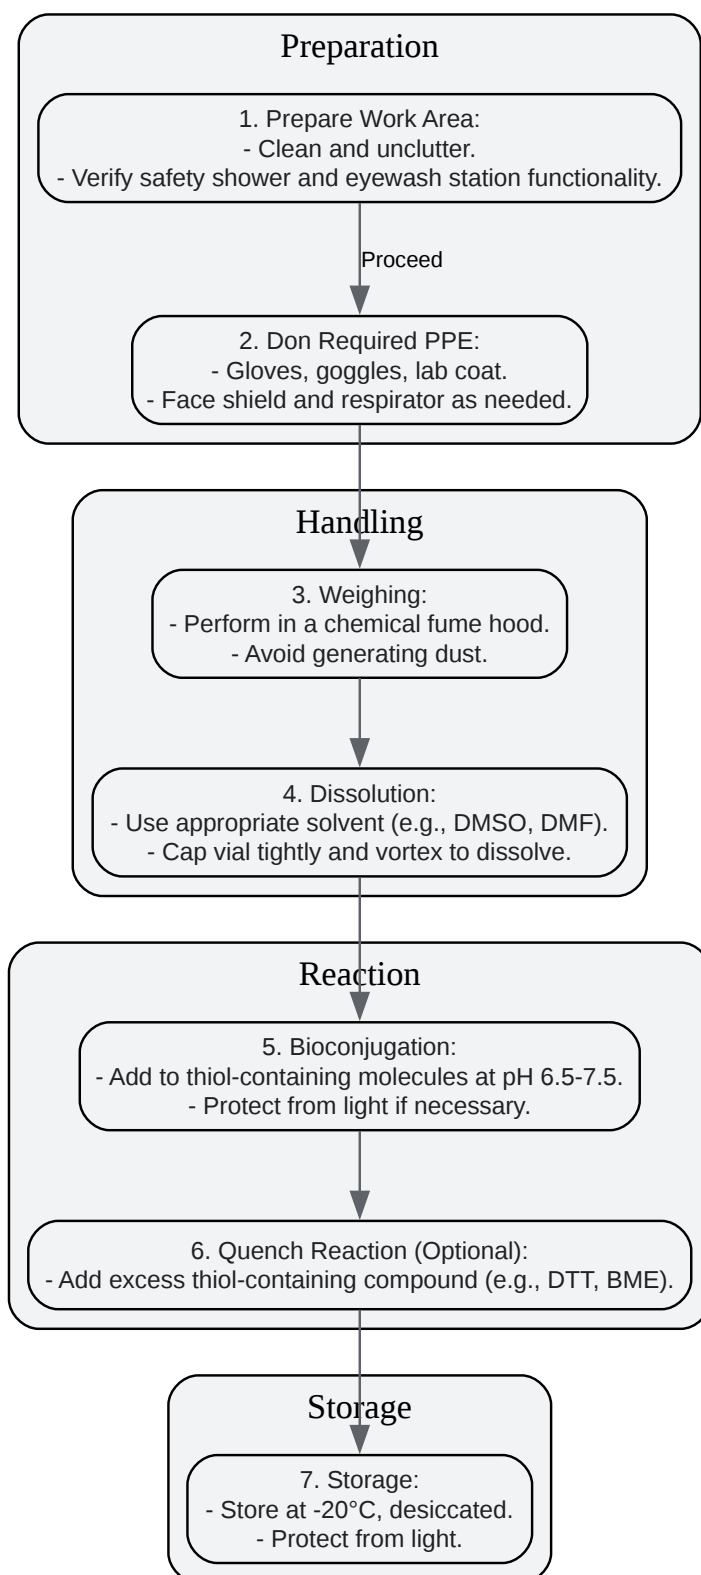 Preparation
1. Prepare Work Area:
- Clean and unclutter.
- Verify safety shower and eyewash station functionality.
Proceed
2. Don Required PPE:
- Gloves, goggles, lab coat.
- Face shield and respirator as needed.
Handling
3. Weighing:
- Perform in a chemical fume hood.
- Avoid generating dust.
4. Dissolution:
- Use appropriate solvent (e.g., DMSO, DMF).
- Cap vial tightly and vortex to dissolve.
Reaction
5. Bioconjugation:
- Add to thiol-containing molecules at pH 6.5-7.5.
- Protect from light if necessary.
6. Quench Reaction (Optional):
- Add excess thiol-containing compound (e.g., DTT, BME).
Storage
7. Storage:
- Store at -20°C, desiccated.
- Protect from light.